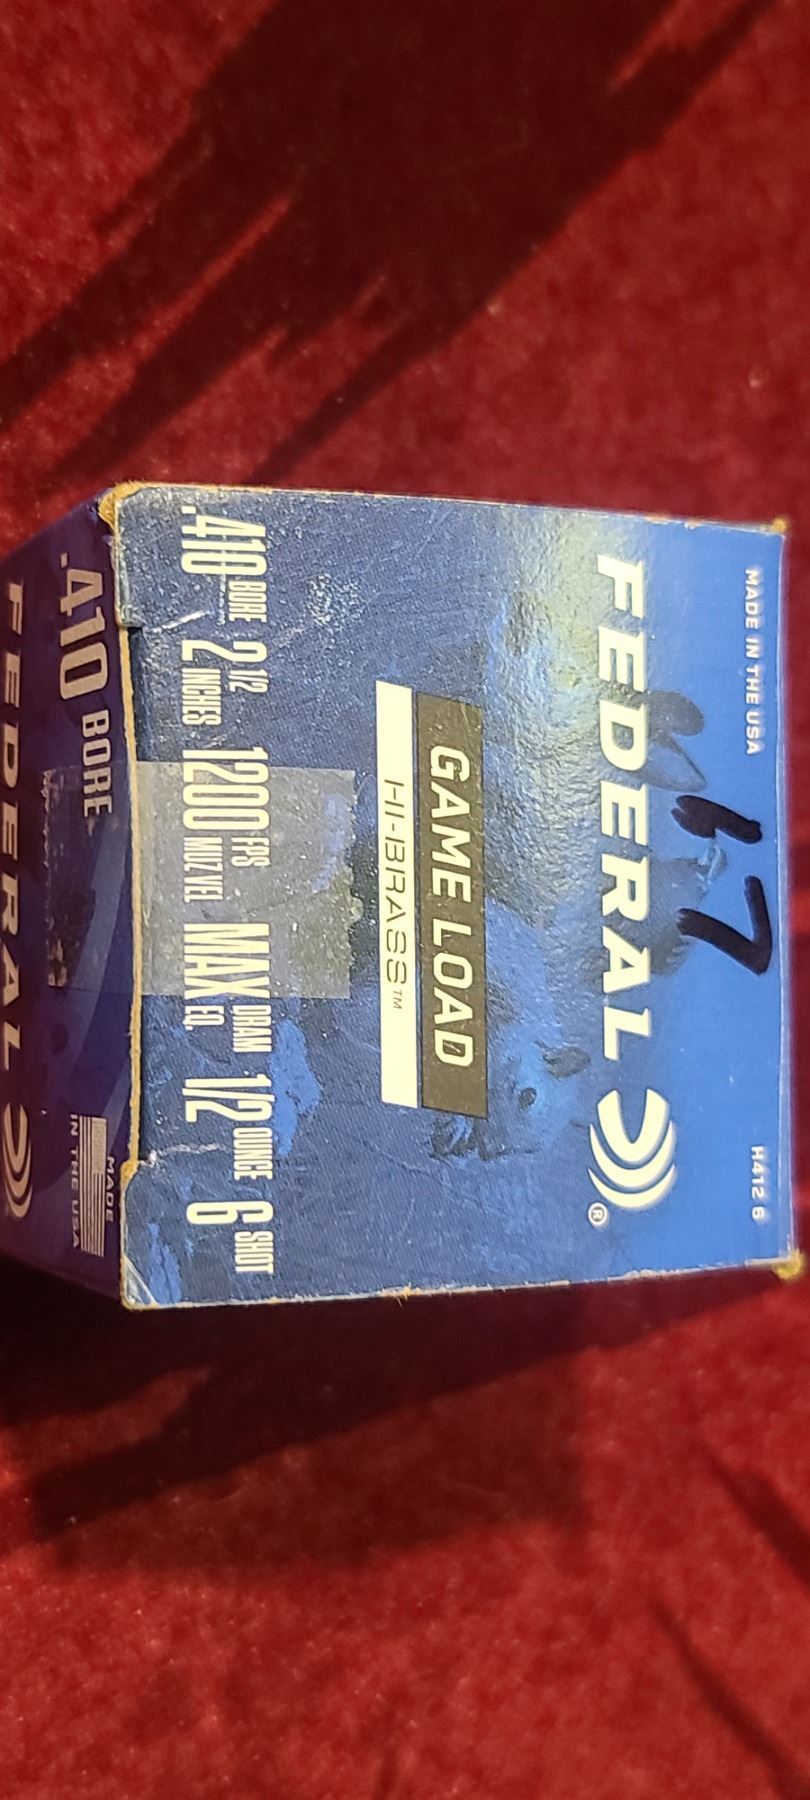 MADE IN THE USA
H412 6
17
FEDERAL ®
GAME LOAD
HI-BRASS™
.410 BORE 2 1/2 INCHES 1200 FPS MUZ VEL MAX DRAM EQ. 1/2 OUNCE 6 SHOT
.410 BORE
MADE
IN THE USA
FEDERAL